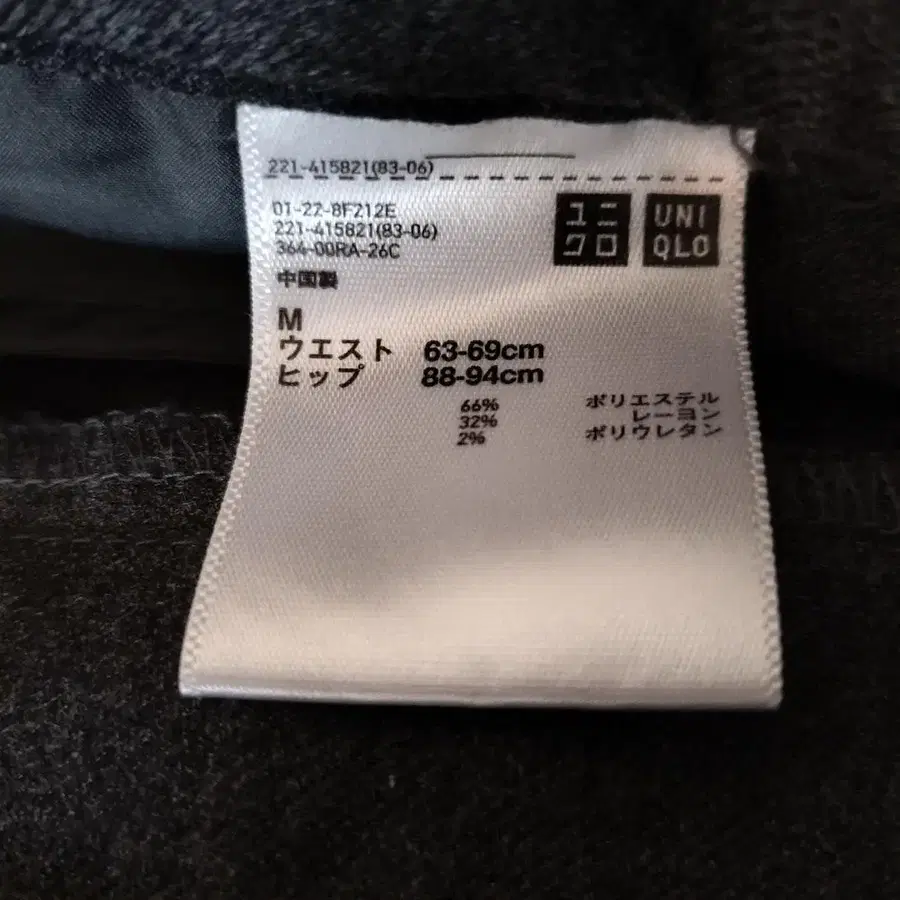 221-415821(83-06)
01-22-8F212E
221-415821(83-06)
364-00RA-26C
中国製
ユニ
クロ
UNI
QLO
M
ウエスト 63-69cm
ヒップ 88-94cm
66% ポリエステル
32% レーヨン
2% ポリウレタン